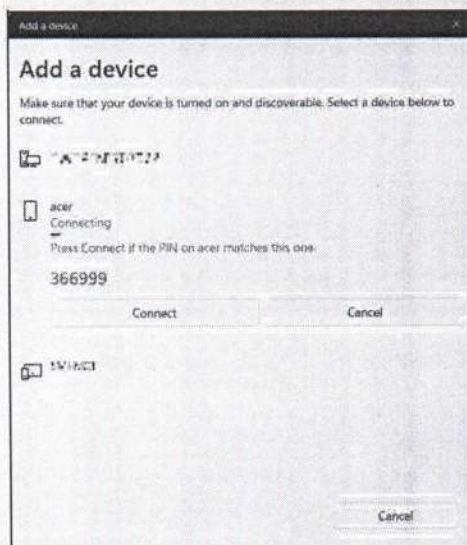 Add a device
Add a device
Make sure that your device is turned on and discoverable. Select a device below to
connect.
acer
Connecting
Press Connect if the PIN on acer matches this one.
366999
Connect Cancel
Cancel